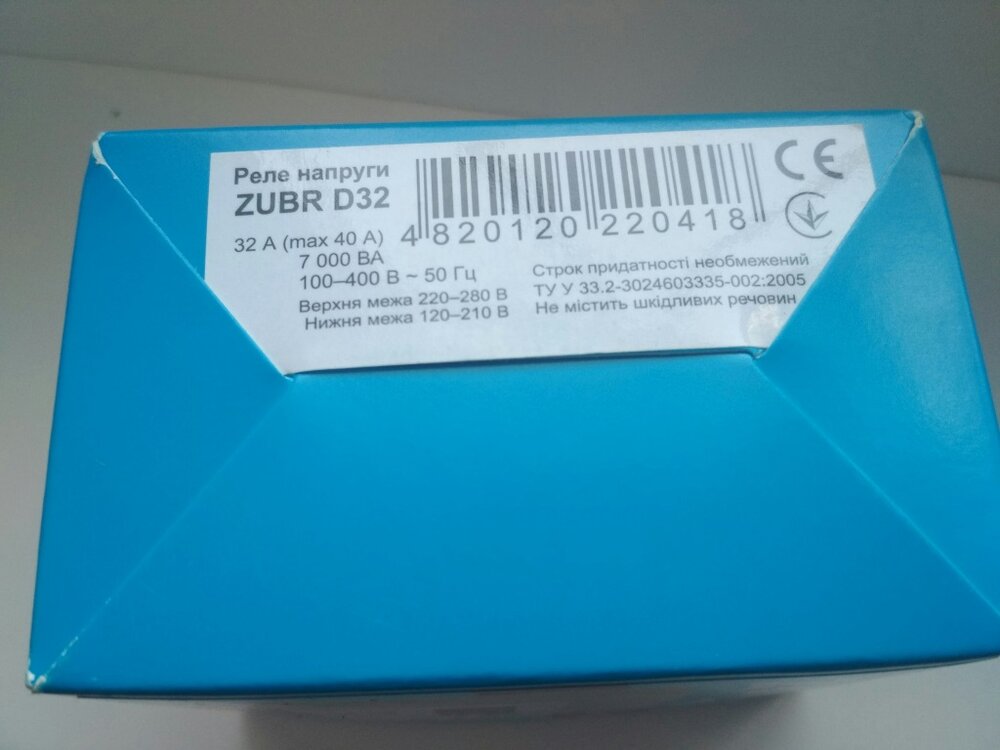 Реле напруги
ZUBR D32
32 А (max 40 А)
7 000 ВА
100–400 В ~ 50 Гц
Верхня межа 220–280 В
Нижня межа 120–210 В
4 820120 220418
CE
Строк придатності необмежений
ТУ У 33.2-3024603335-002:2005
Не містить шкідливих речовин